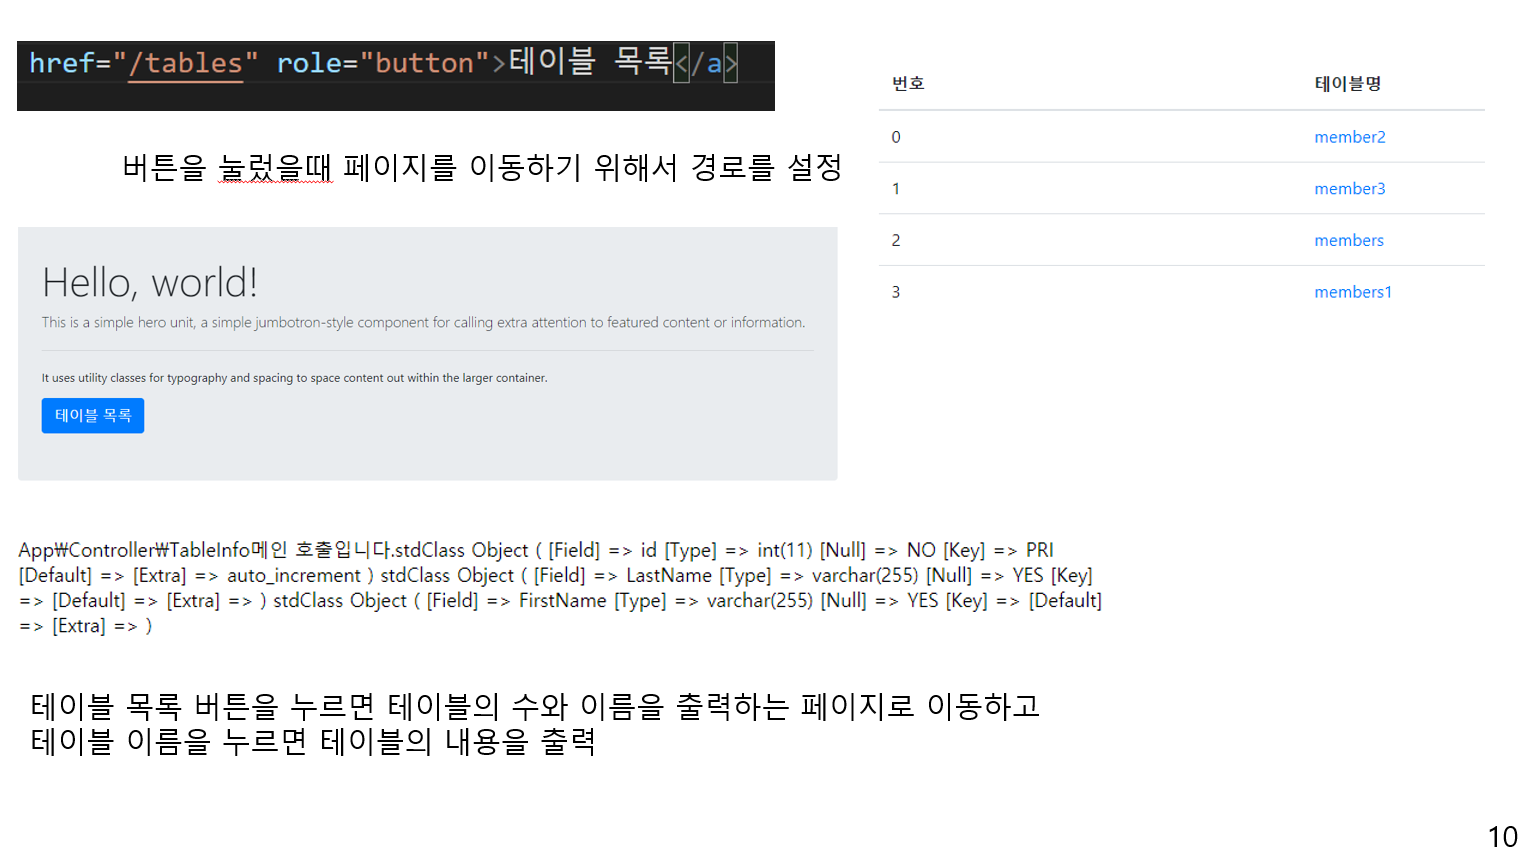 href="/tables" role="button">테이블 목록</a>
버튼을 눌렀을때 페이지를 이동하기 위해서 경로를 설정
Hello, world!
This is a simple hero unit, a simple jumbotron-style component for calling extra attention to featured content or information.
It uses utility classes for typography and spacing to space content out within the larger container.
테이블 목록
번호 테이블명
0 member2
1 member3
2 members
3 members1
App₩Controller₩TableInfo메인 호출입니다.stdClass Object ( [Field] => id [Type] => int(11) [Null] => NO [Key] => PRI
[Default] => [Extra] => auto_increment ) stdClass Object ( [Field] => LastName [Type] => varchar(255) [Null] => YES [Key]
=> [Default] => [Extra] => ) stdClass Object ( [Field] => FirstName [Type] => varchar(255) [Null] => YES [Key] => [Default]
=> [Extra] => )
테이블 목록 버튼을 누르면 테이블의 수와 이름을 출력하는 페이지로 이동하고
테이블 이름을 누르면 테이블의 내용을 출력
10